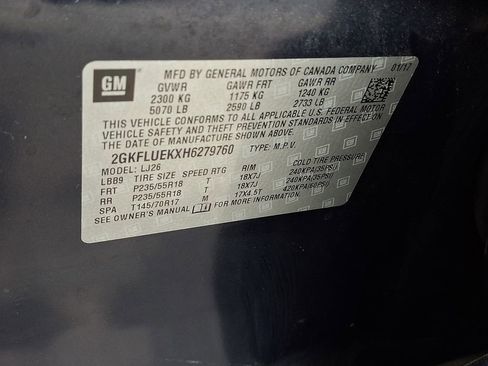 GM
MFD BY GENERAL MOTORS OF CANADA COMPANY 01/17
GVWR GAWR FRT GAWR RR
2300 KG 1175 KG 1240 KG
5070 LB 2590 LB 2733 LB
THIS VEHICLE CONFORMS TO ALL APPLICABLE U.S. FEDERAL MOTOR
VEHICLE SAFETY AND THEFT PREVENTION STANDARDS IN EFFECT ON
THE DATE OF MANUFACTURE SHOWN ABOVE.
2GKFLUEKXH6279760 TYPE: M.P.V.
MODEL: LJ26
LBB9 TIRE SIZE SPEED RTG RIM COLD TIRE PRESSURE
FRT P235/55R18 T 18X7J 240KPA(35PSI)
RR P235/55R18 T 18X7J 240KPA(35PSI)
SPA T145/70R17 M 17X4.5T 420KPA(60PSI)
SEE OWNER'S MANUAL FOR MORE INFORMATION.